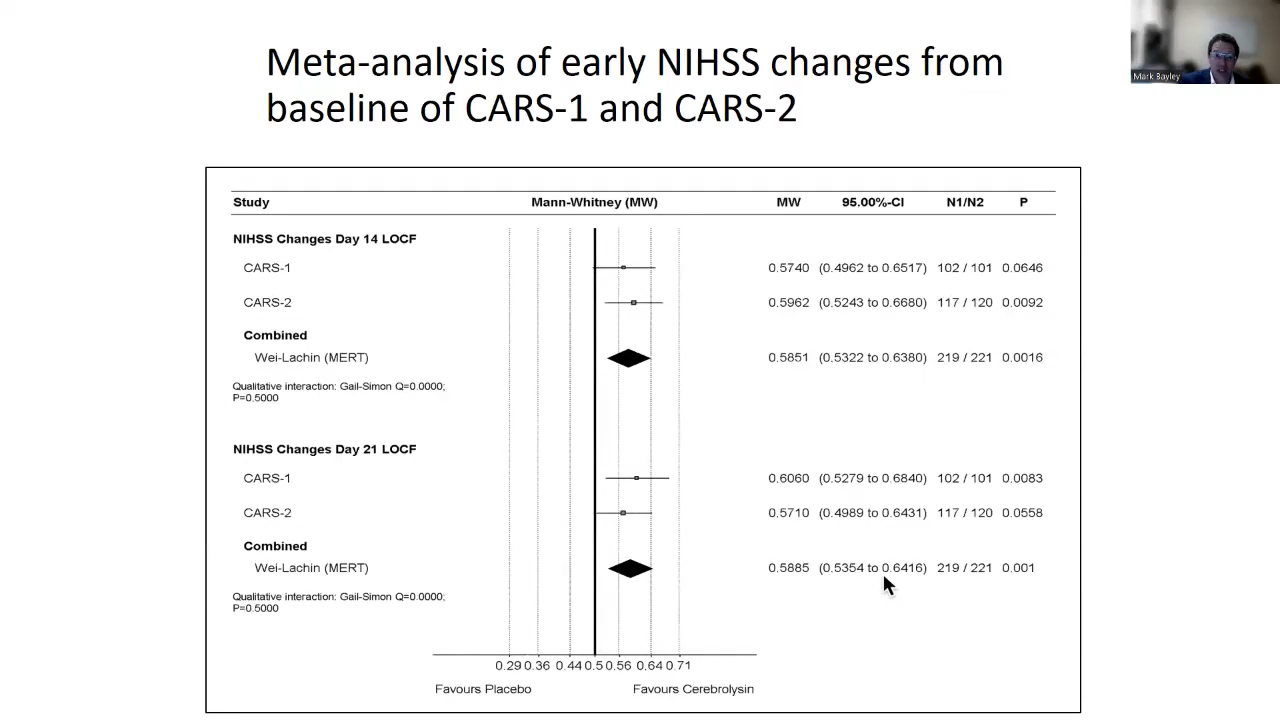 Meta-analysis of early NIHSS changes from
baseline of CARS-1 and CARS-2
Mark Bayley
Study Mann-Whitney (MW) MW 95.00%-CI N1/N2 P
NIHSS Changes Day 14 LOCF
CARS-1 0.5740 (0.4962 to 0.6517) 102 / 101 0.0646
CARS-2 0.5962 (0.5243 to 0.6680) 117 / 120 0.0092
Combined
Wei-Lachin (MERT) 0.5851 (0.5322 to 0.6380) 219 / 221 0.0016
Qualitative interaction: Gail-Simon Q=0.0000;
P=0.5000
NIHSS Changes Day 21 LOCF
CARS-1 0.6060 (0.5279 to 0.6840) 102 / 101 0.0083
CARS-2 0.5710 (0.4989 to 0.6431) 117 / 120 0.0558
Combined
Wei-Lachin (MERT) 0.5885 (0.5354 to 0.6416) 219 / 221 0.001
Qualitative interaction: Gail-Simon Q=0.0000;
P=0.5000
0.29 0.36 0.44 0.5 0.56 0.64 0.71
Favours Placebo Favours Cerebrolysin